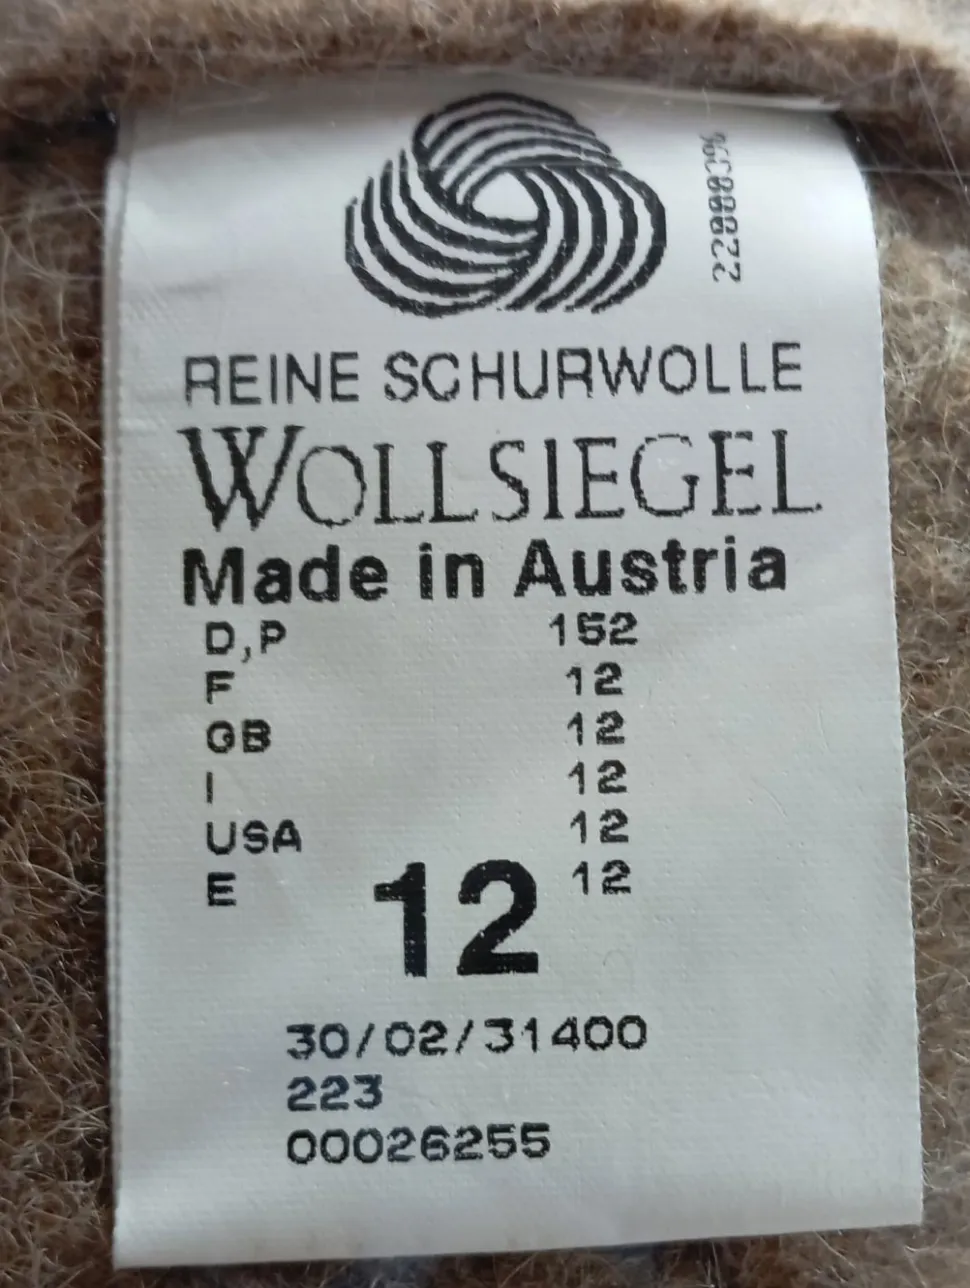 REINE SCHURWOLLE
WOLLSIEGEL
Made in Austria
D,P 152
F 12
GB 12
I 12
USA 12
E 12
12
30/02/31400
223
00026255